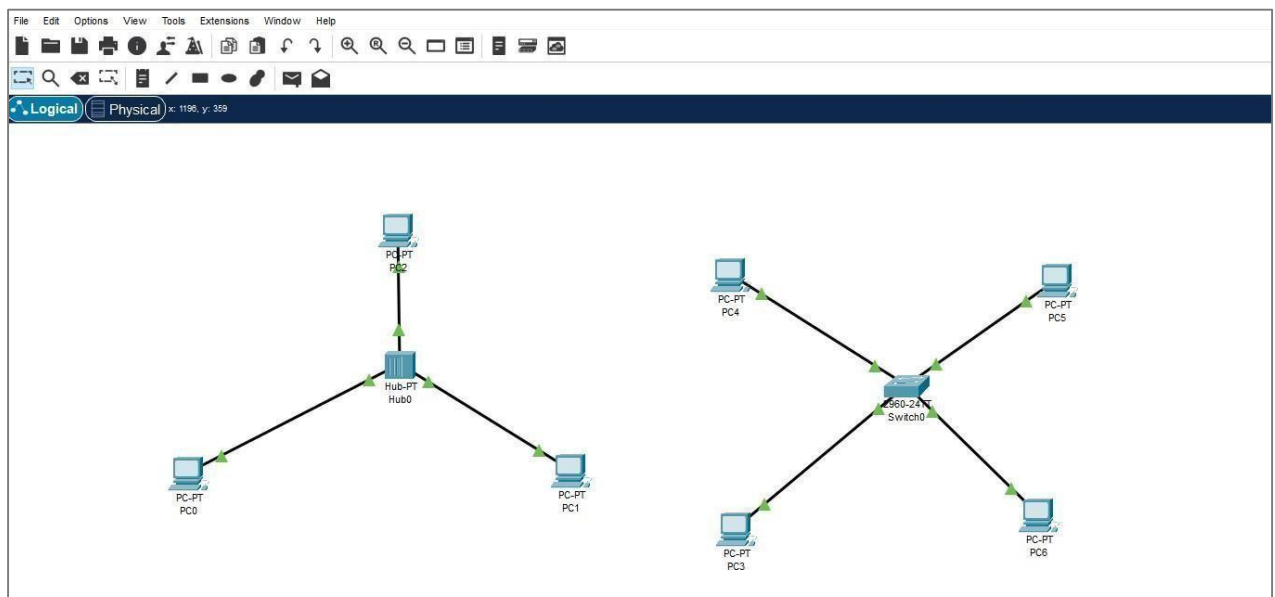 File Edit Options View Tools Extensions Window Help
Logical Physical x: 1196, y: 359
PC-PT
PC2
PC-PT
PC4
PC-PT
PC5
Hub-PT
Hub0
2960-24TT
Switch0
PC-PT
PC0
PC-PT
PC1
PC-PT
PC3
PC-PT
PC6